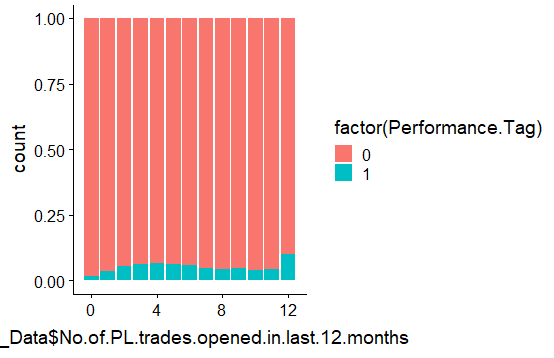 1.00
0.75
0.50
0.25
0.00
count
0 4 8 12
_Data$No.of.PL.trades.opened.in.last.12.months
factor(Performance.Tag)
0
1